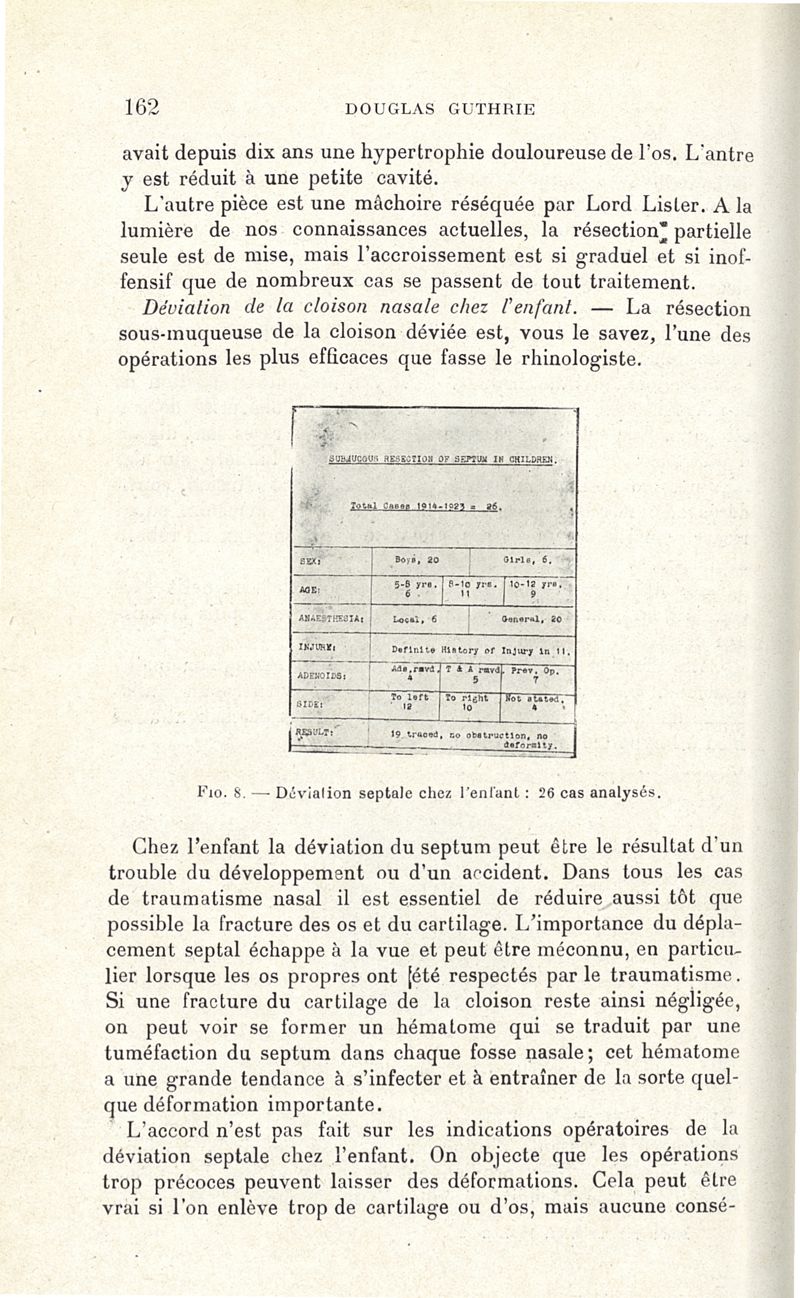 162
DOUGLAS GUTHRIE
avait depuis dix ans une hypertrophie douloureuse de l'os. L'antre
y est réduit à une petite cavité.
L'autre pièce est une mâchoire réséquée par Lord Lister. A la
lumière de nos connaissances actuelles, la résection partielle
seule est de mise, mais l'accroissement est si graduel et si inof-
fensif que de nombreux cas se passent de tout traitement.
Déviation de la cloison nasale chez l'enfant. — La résection
sous-muqueuse de la cloison déviée est, vous le savez, l'une des
opérations les plus efficaces que fasse le rhinologiste.
SUBMUCOUS RESECTION OF SEPTUM IN CHILDREN.
Total Cases 1914-1923 = 26.
SEX: Boys, 20 Girls, 6.
AGE: 5-8 yrs. 8-10 yrs. 10-12 yrs.
6 11 9
ANAESTHESIA: Local, 6 General, 20
INJURY: Definite History of Injury in 11.
ADENOIDS: Ads.rmvd. T & A rmvd. Prev. Op.
4 5 7
SIDE: To left To right Not stated.
12 10 4
RESULT: 19 traced, no obstruction, no
deformity.
FIG. 8. — Déviation septale chez l'enfant : 26 cas analysés.
Chez l'enfant la déviation du septum peut être le résultat d'un
trouble du développement ou d'un accident. Dans tous les cas
de traumatisme nasal il est essentiel de réduire aussi tôt que
possible la fracture des os et du cartilage. L'importance du dépla-
cement septal échappe à la vue et peut être méconnu, en particu-
lier lorsque les os propres ont [été respectés par le traumatisme.
Si une fracture du cartilage de la cloison reste ainsi négligée,
on peut voir se former un hématome qui se traduit par une
tuméfaction du septum dans chaque fosse nasale; cet hématome
a une grande tendance à s'infecter et à entraîner de la sorte quel-
que déformation importante.
L'accord n'est pas fait sur les indications opératoires de la
déviation septale chez l'enfant. On objecte que les opérations
trop précoces peuvent laisser des déformations. Cela peut être
vrai si l'on enlève trop de cartilage ou d'os, mais aucune consé-